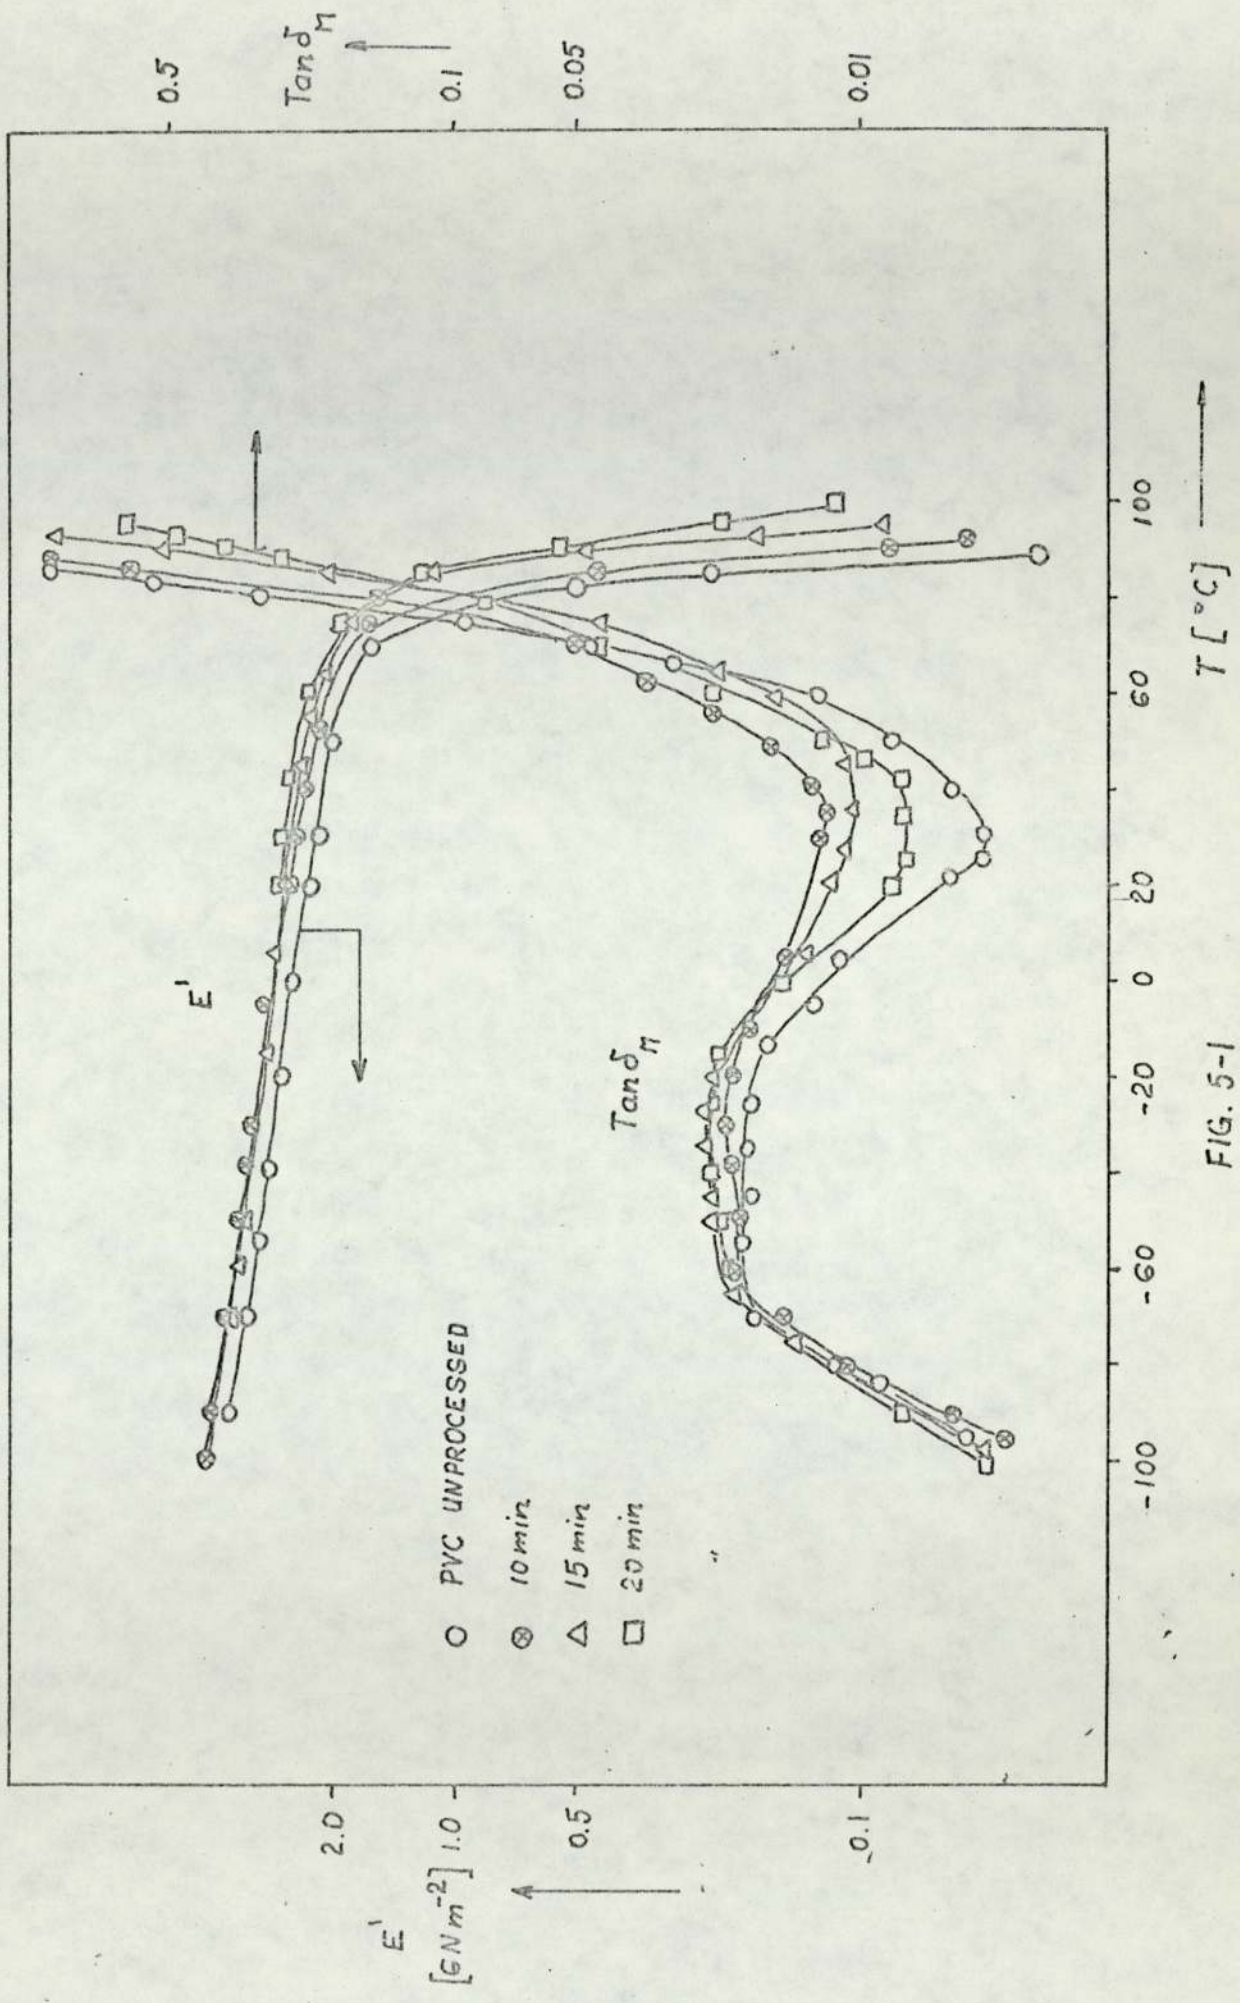 E'
[GN m⁻²]
2.0
1.0
0.5
0.1
E'
Tan δ_M
O PVC UNPROCESSED
⊗ 10 min
△ 15 min
□ 20 min
0.5
Tan δ_M
0.1
0.05
0.01
-100 -60 -20 0 20 60 100
T [°C]
FIG. 5-1